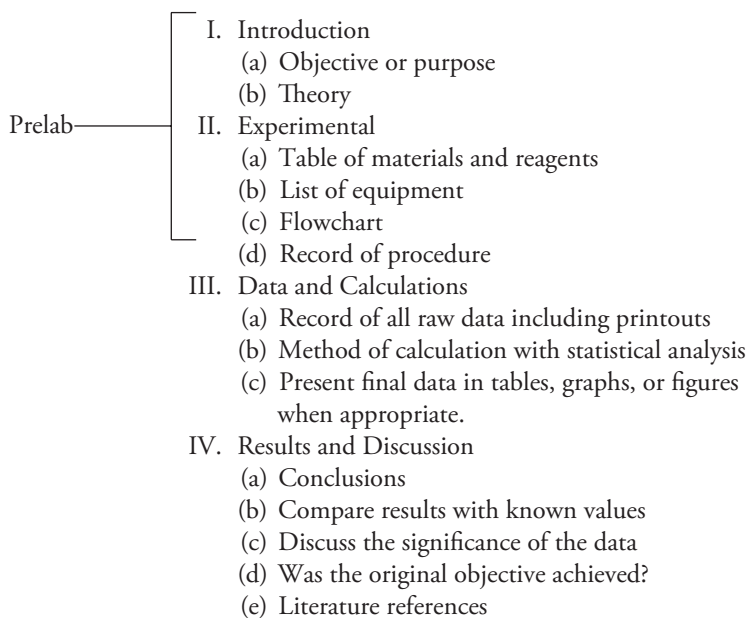 I. Introduction
(a) Objective or purpose
(b) Theory
Prelab
II. Experimental
(a) Table of materials and reagents
(b) List of equipment
(c) Flowchart
(d) Record of procedure
III. Data and Calculations
(a) Record of all raw data including printouts
(b) Method of calculation with statistical analysis
(c) Present final data in tables, graphs, or figures
when appropriate.
IV. Results and Discussion
(a) Conclusions
(b) Compare results with known values
(c) Discuss the significance of the data
(d) Was the original objective achieved?
(e) Literature references